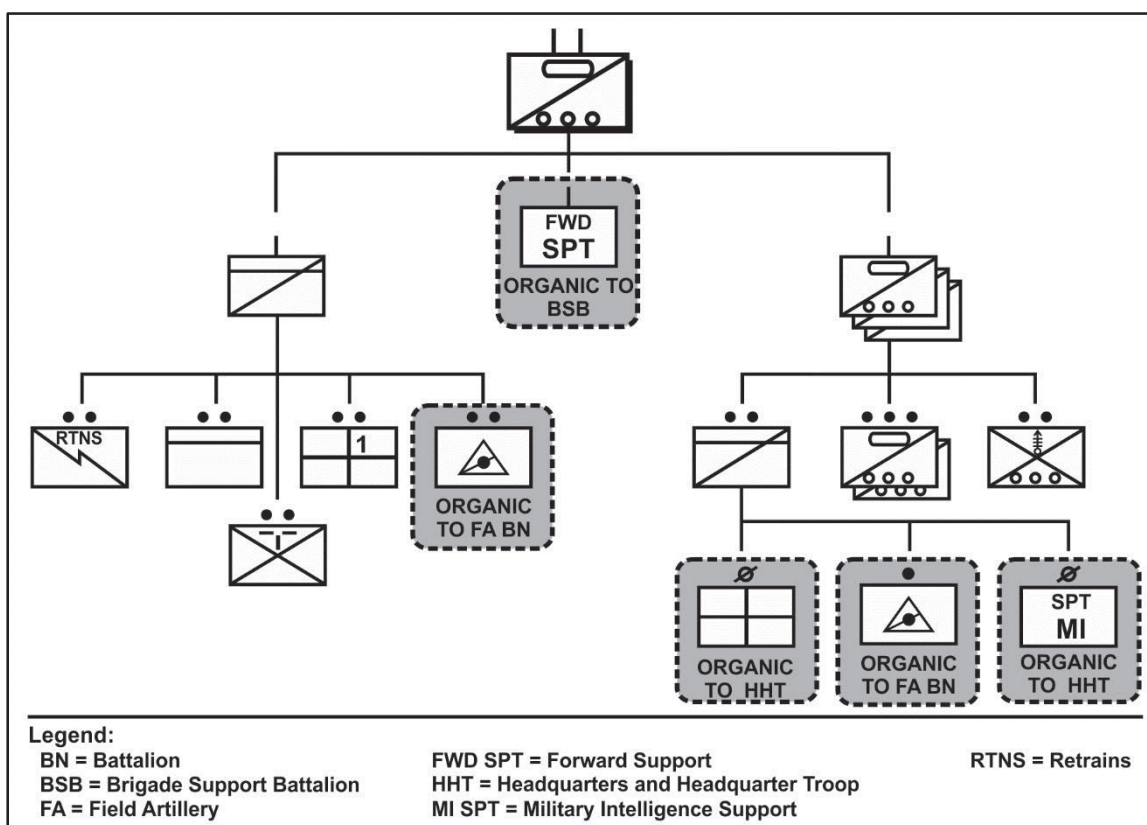 FWD
SPT
ORGANIC TO
BSB
RTNS
1
ORGANIC
TO FA BN
ORGANIC
TO HHT
ORGANIC
TO FA BN
SPT
MI
ORGANIC
TO HHT
Legend:
BN = Battalion
BSB = Brigade Support Battalion
FA = Field Artillery
FWD SPT = Forward Support
HHT = Headquarters and Headquarter Troop
MI SPT = Military Intelligence Support
RTNS = Retrains